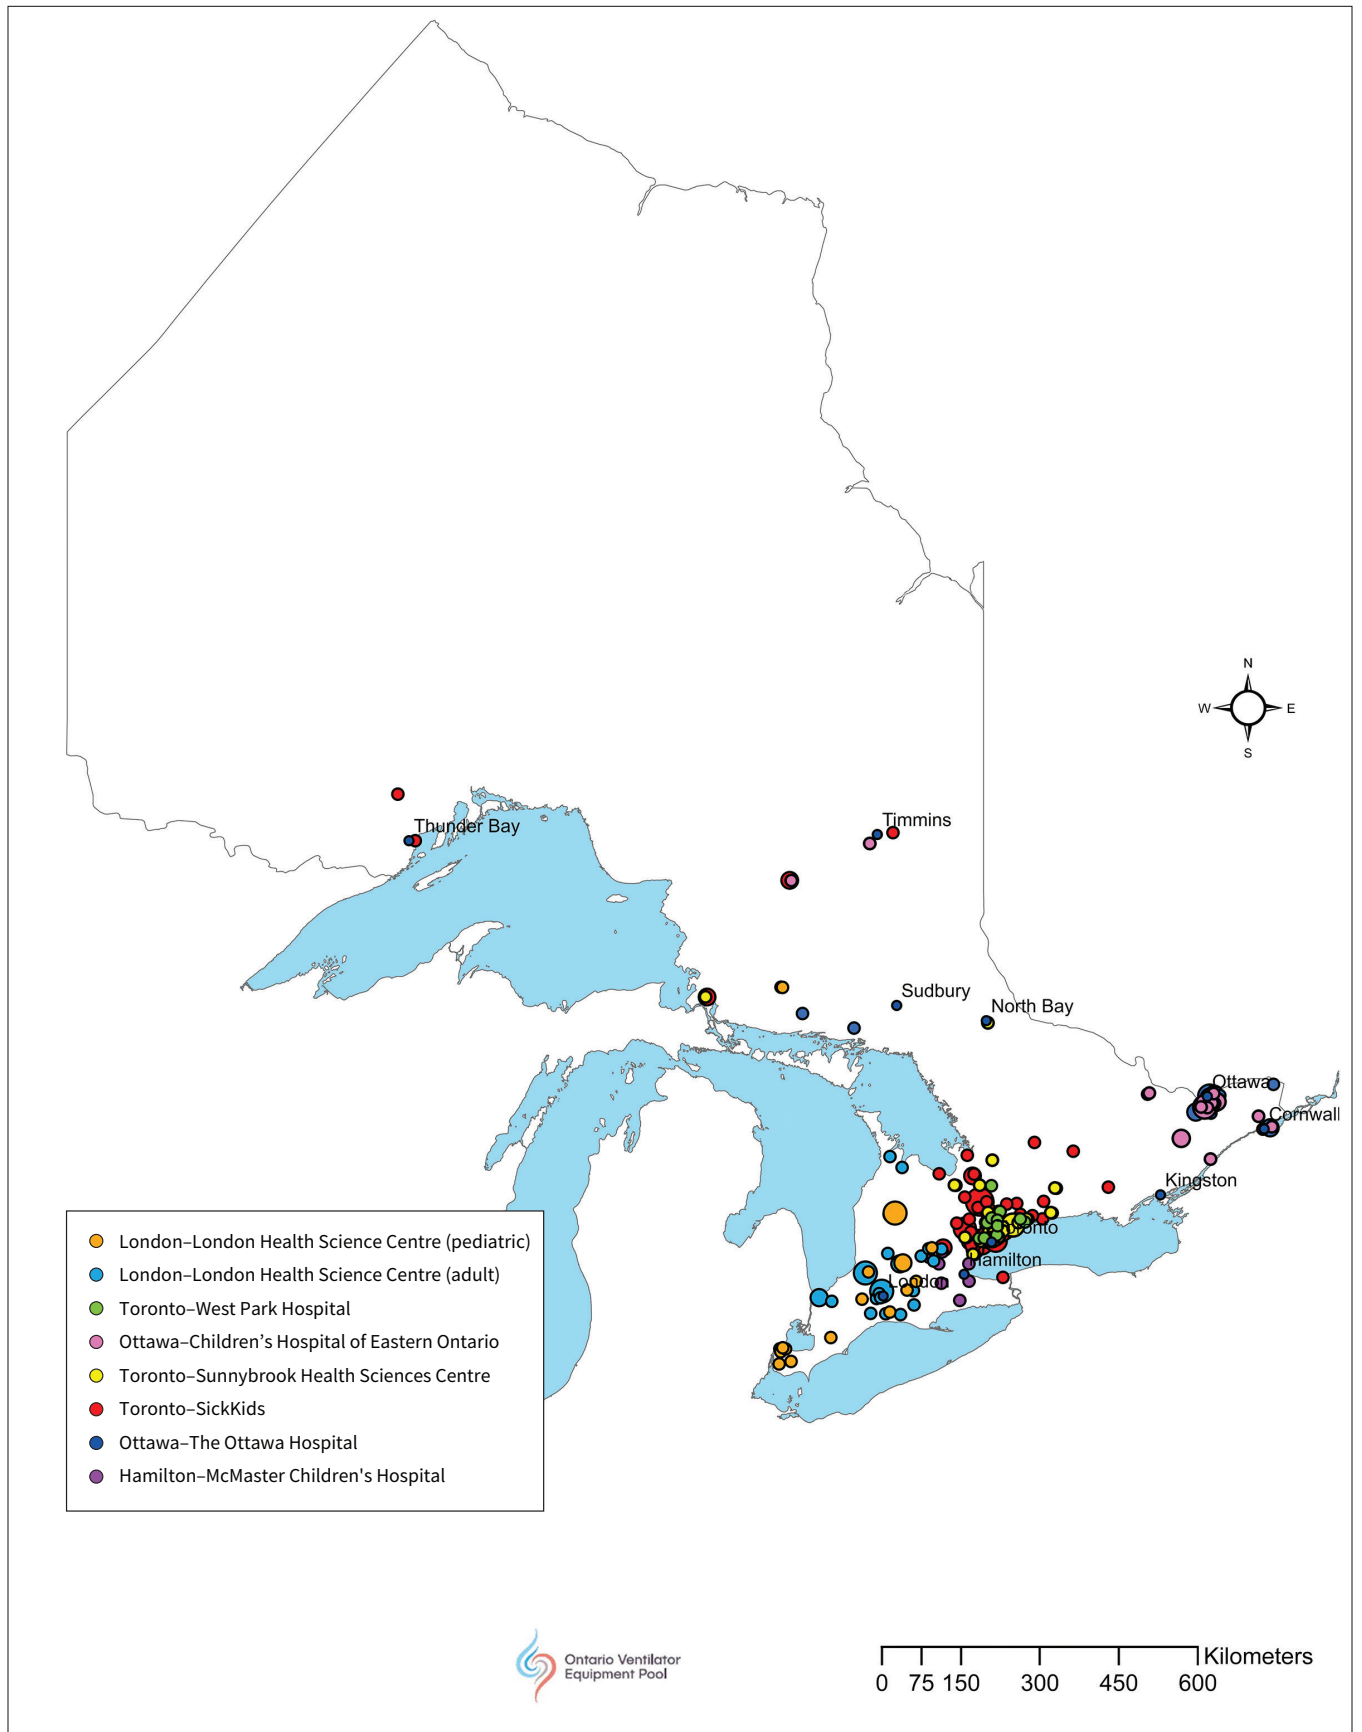 N
W E
S
Thunder Bay
Timmins
Sudbury
North Bay
Ottawa
Cornwall
Kingston
Hamilton
London
London–London Health Science Centre (pediatric)
London–London Health Science Centre (adult)
Toronto–West Park Hospital
Ottawa–Children’s Hospital of Eastern Ontario
Toronto–Sunnybrook Health Sciences Centre
Toronto–SickKids
Ottawa–The Ottawa Hospital
Hamilton–McMaster Children's Hospital
Ontario Ventilator
Equipment Pool
Kilometers
0 75 150 300 450 600